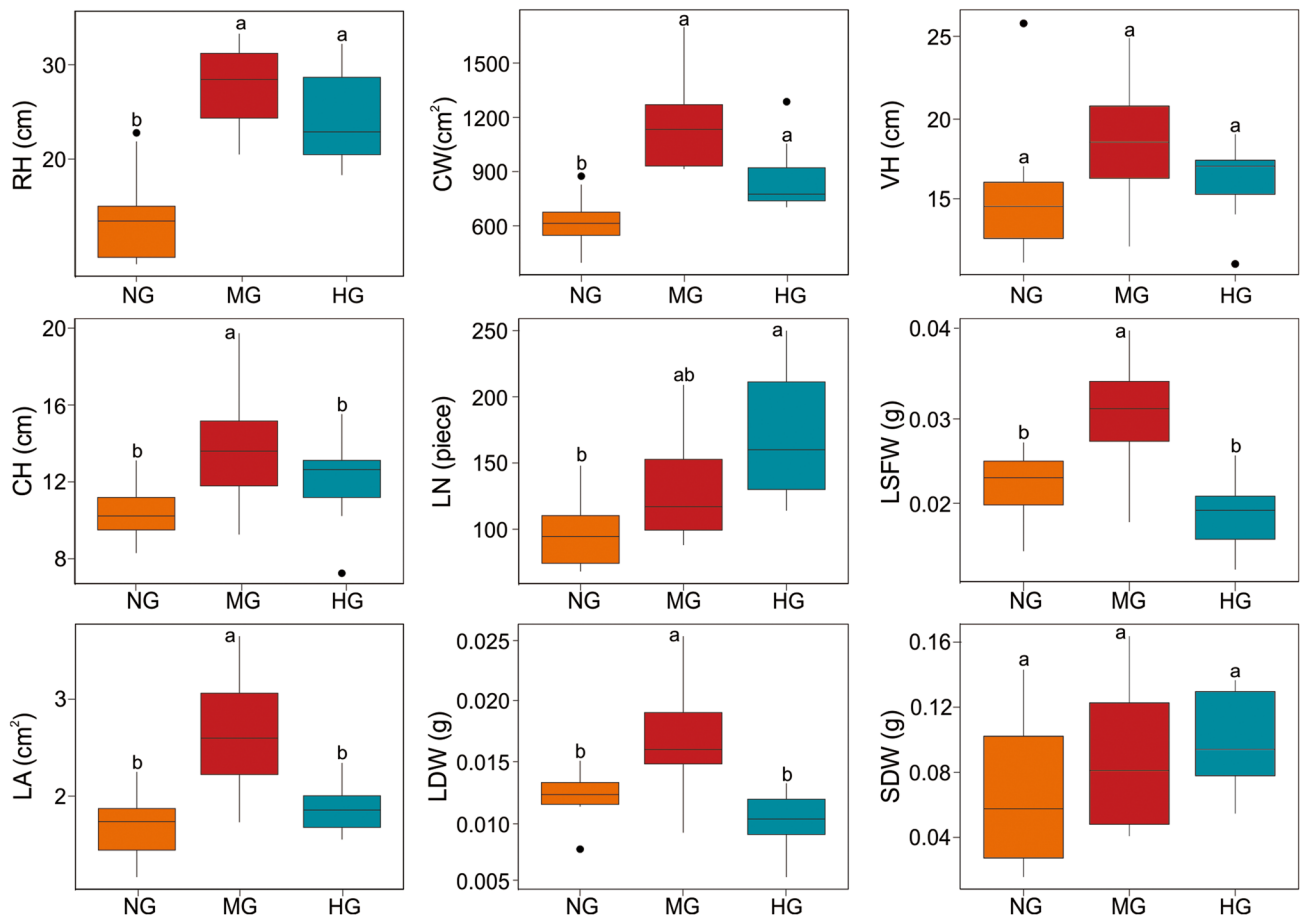 RH (cm)
30
20
b
a
a
NG MG HG
CW(cm²)
1500
1200
900
600
b
a
a
NG MG HG
VH (cm)
25
20
15
a
a
a
NG MG HG
CH (cm)
20
16
12
8
b
a
b
NG MG HG
LN (piece)
250
200
150
100
b
ab
a
NG MG HG
LSFW (g)
0.04
0.03
0.02
b
a
b
NG MG HG
LA (cm²)
3
2
b
a
b
NG MG HG
LDW (g)
0.025
0.020
0.015
0.010
0.005
b
a
b
NG MG HG
SDW (g)
0.16
0.12
0.08
0.04
a
a
a
NG MG HG